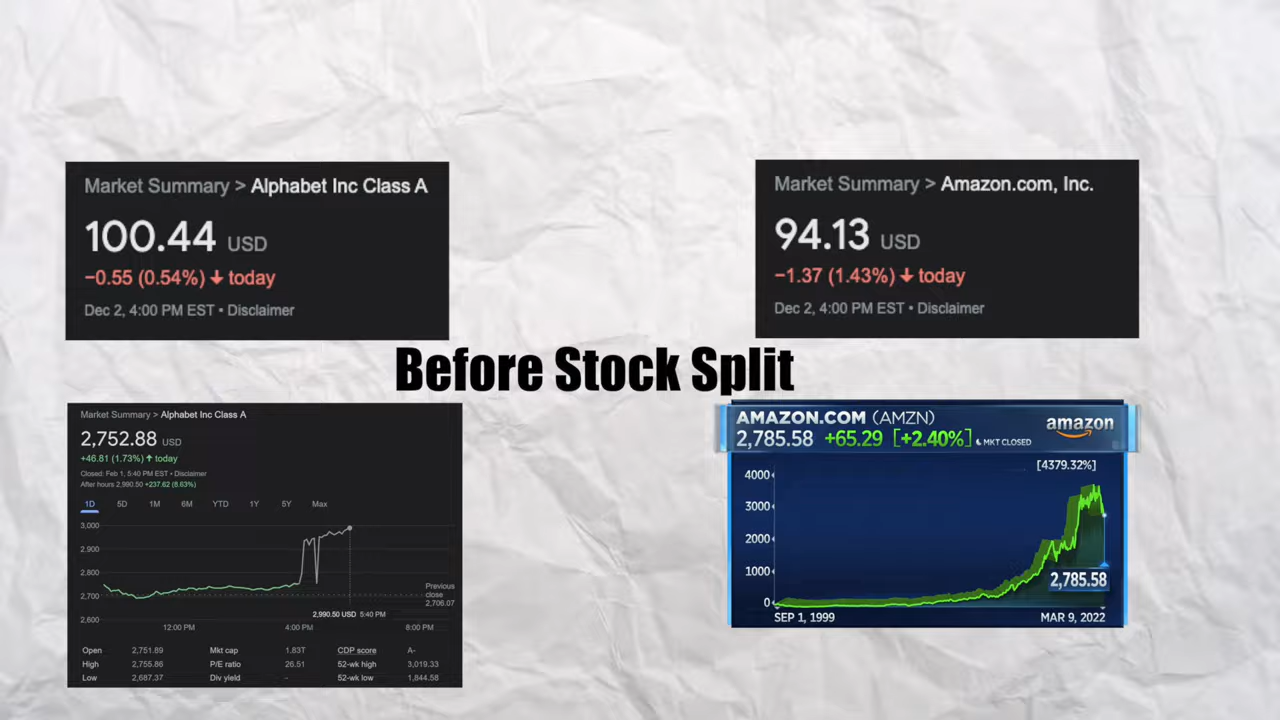 Market Summary > Alphabet Inc Class A
100.44 USD
−0.55 (0.54%) ↓ today
Dec 2, 4:00 PM EST • Disclaimer
Market Summary > Amazon.com, Inc.
94.13 USD
−1.37 (1.43%) ↓ today
Dec 2, 4:00 PM EST • Disclaimer
Before Stock Split
Market Summary > Alphabet Inc Class A
2,752.88 USD
+46.81 (1.73%) ↑ today
Closed: Feb 1, 5:40 PM EST • Disclaimer
After hours 2,990.50 +237.62 (8.63%)
1D 5D 1M 6M YTD 1Y 5Y Max
3,000
2,900
2,800
2,700
2,600
Previous
close
2,706.07
2,990.50 USD 5:40 PM
12:00 PM 4:00 PM 8:00 PM
Open 2,751.89 Mkt cap 1.83T CDP score A-
High 2,755.86 P/E ratio 26.51 52-wk high 3,019.33
Low 2,687.37 Div yield - 52-wk low 1,844.58
AMAZON.COM (AMZN)
2,785.58 +65.29 [+2.40%] MKT CLOSED
amazon
[4379.32%]
4000
3000
2000
1000
0
2,785.58
SEP 1, 1999 MAR 9, 2022